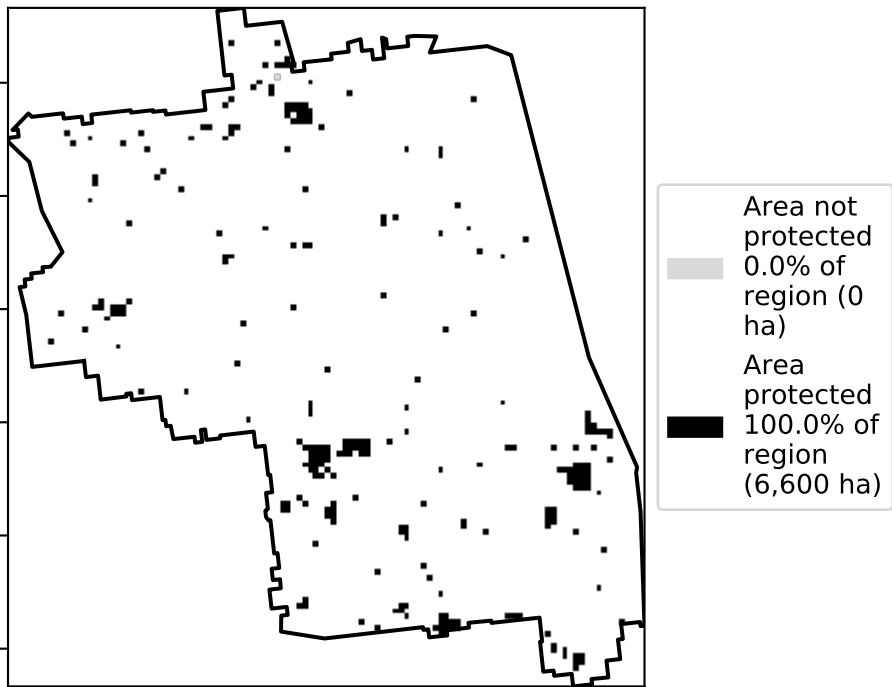 Area not
protected
0.0% of
region (0
ha)
Area
protected
100.0% of
region
(6,600 ha)